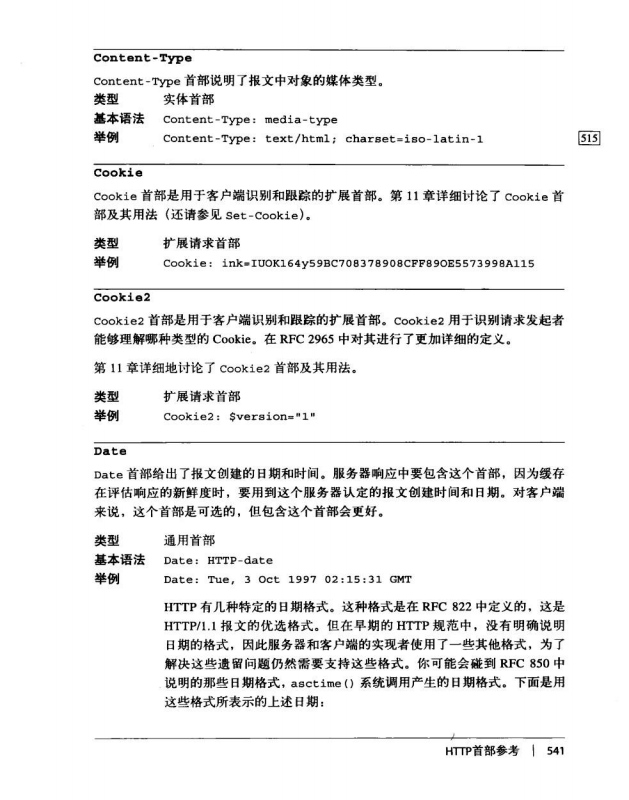 Content-Type
Content-Type 首部说明了报文中对象的媒体类型。
类型 实体首部
基本语法 Content-Type: media-type
举例 Content-Type: text/html; charset=iso-latin-1
515
Cookie
Cookie 首部是用于客户端识别和跟踪的扩展首部。第 11 章详细讨论了 Cookie 首
部及其用法（还请参见 Set-Cookie）。
类型 扩展请求首部
举例 Cookie: ink=IUOK164y59BC708378908CFF89OE5573998A115
Cookie2
Cookie2 首部是用于客户端识别和跟踪的扩展首部。Cookie2 用于识别请求发起者
能够理解哪种类型的 Cookie。在 RFC 2965 中对其进行了更加详细的定义。
第 11 章详细地讨论了 Cookie2 首部及其用法。
类型 扩展请求首部
举例 Cookie2: $version="1"
Date
Date 首部给出了报文创建的日期和时间。服务器响应中要包含这个首部，因为缓存
在评估响应的新鲜度时，要用到这个服务器认定的报文创建时间和日期。对客户端
来说，这个首部是可选的，但包含这个首部会更好。
类型 通用首部
基本语法 Date: HTTP-date
举例 Date: Tue, 3 Oct 1997 02:15:31 GMT
HTTP 有几种特定的日期格式。这种格式是在 RFC 822 中定义的，这是
HTTP/1.1 报文的优选格式。但在早期的 HTTP 规范中，没有明确说明
日期的格式，因此服务器和客户端的实现者使用了一些其他格式，为了
解决这些遗留问题仍然需要支持这些格式。你可能会碰到 RFC 850 中
说明的那些日期格式，asctime() 系统调用产生的日期格式。下面是用
这些格式所表示的上述日期：
HTTP首部参考 | 541